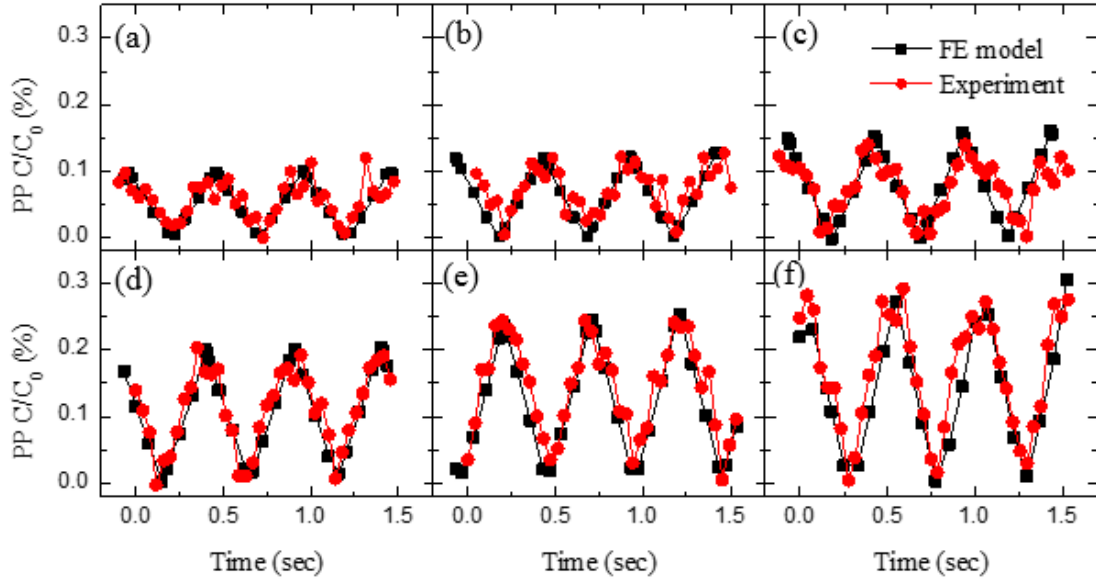 0.3 (a) (b) (c) FE model
Experiment
PP C/C0 (%)
0.2
0.1
0.0
0.3 (d) (e) (f)
PP C/C0 (%)
0.2
0.1
0.0
0.0 0.5 1.0 1.5 0.0 0.5 1.0 1.5 0.0 0.5 1.0 1.5
Time (sec) Time (sec) Time (sec)